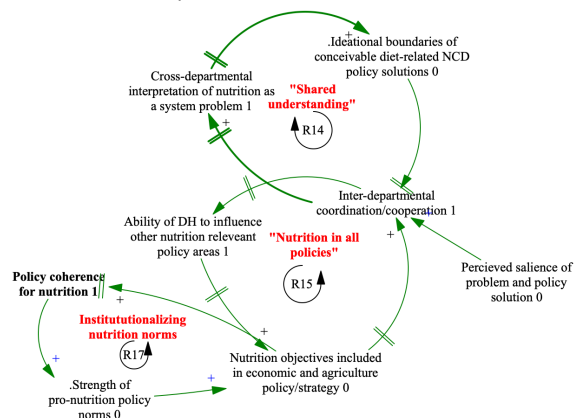 .Ideational boundaries of
conceivable diet-related NCD
policy solutions 0
+
Cross-departmental
interpretation of nutrition as
a system problem 1
+
"Shared
understanding"
R14
Inter-departmental
coordination/cooperation 1
+
+
Ability of DH to influence
other nutrition relevant
policy areas 1
"Nutrition in all
policies"
R15
Percieved salience of
problem and policy
solution 0
Policy coherence
for nutrition 1
+
Institututionalizing
nutrition norms
R17
+
+
+
Nutrition objectives included
in economic and agriculture
policy/strategy 0
.Strength of
pro-nutrition policy
norms 0